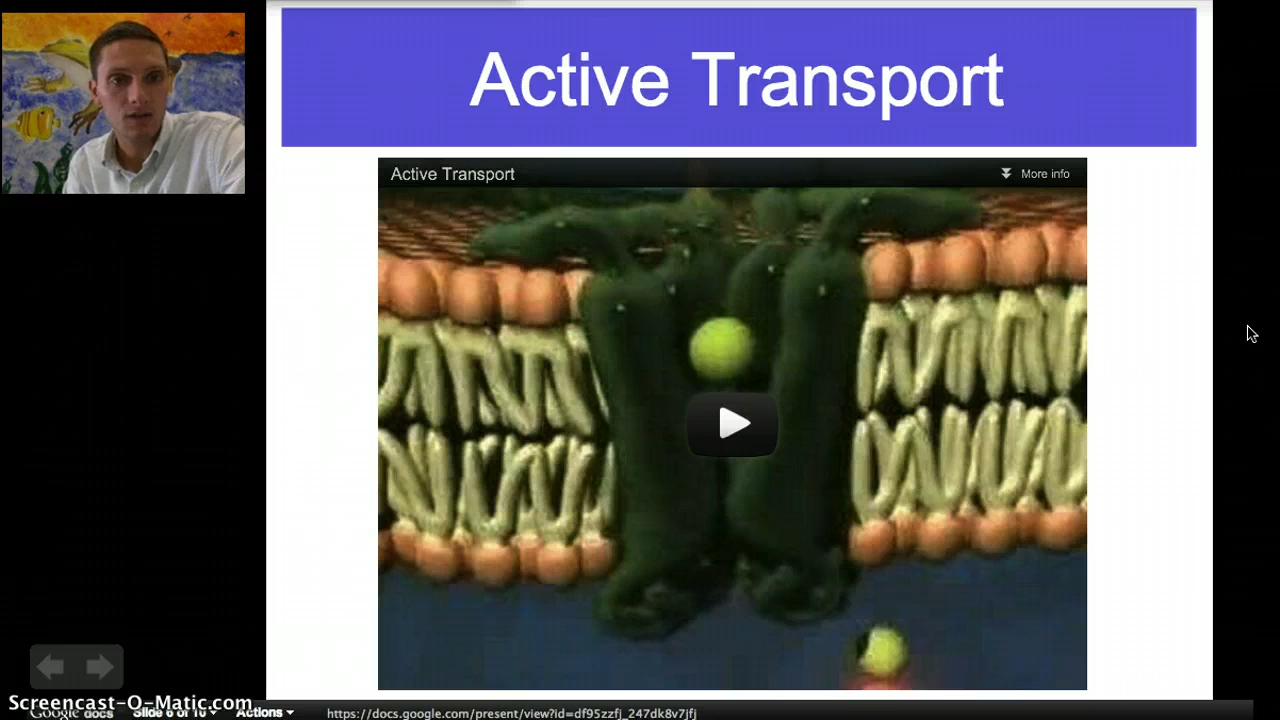 Active Transport
Active Transport
More info
Screencast-O-Matic.com
Google docs Slide 6 of 10 Actions
https://docs.google.com/present/view?id=df95zzfj_247dk8v7jfj